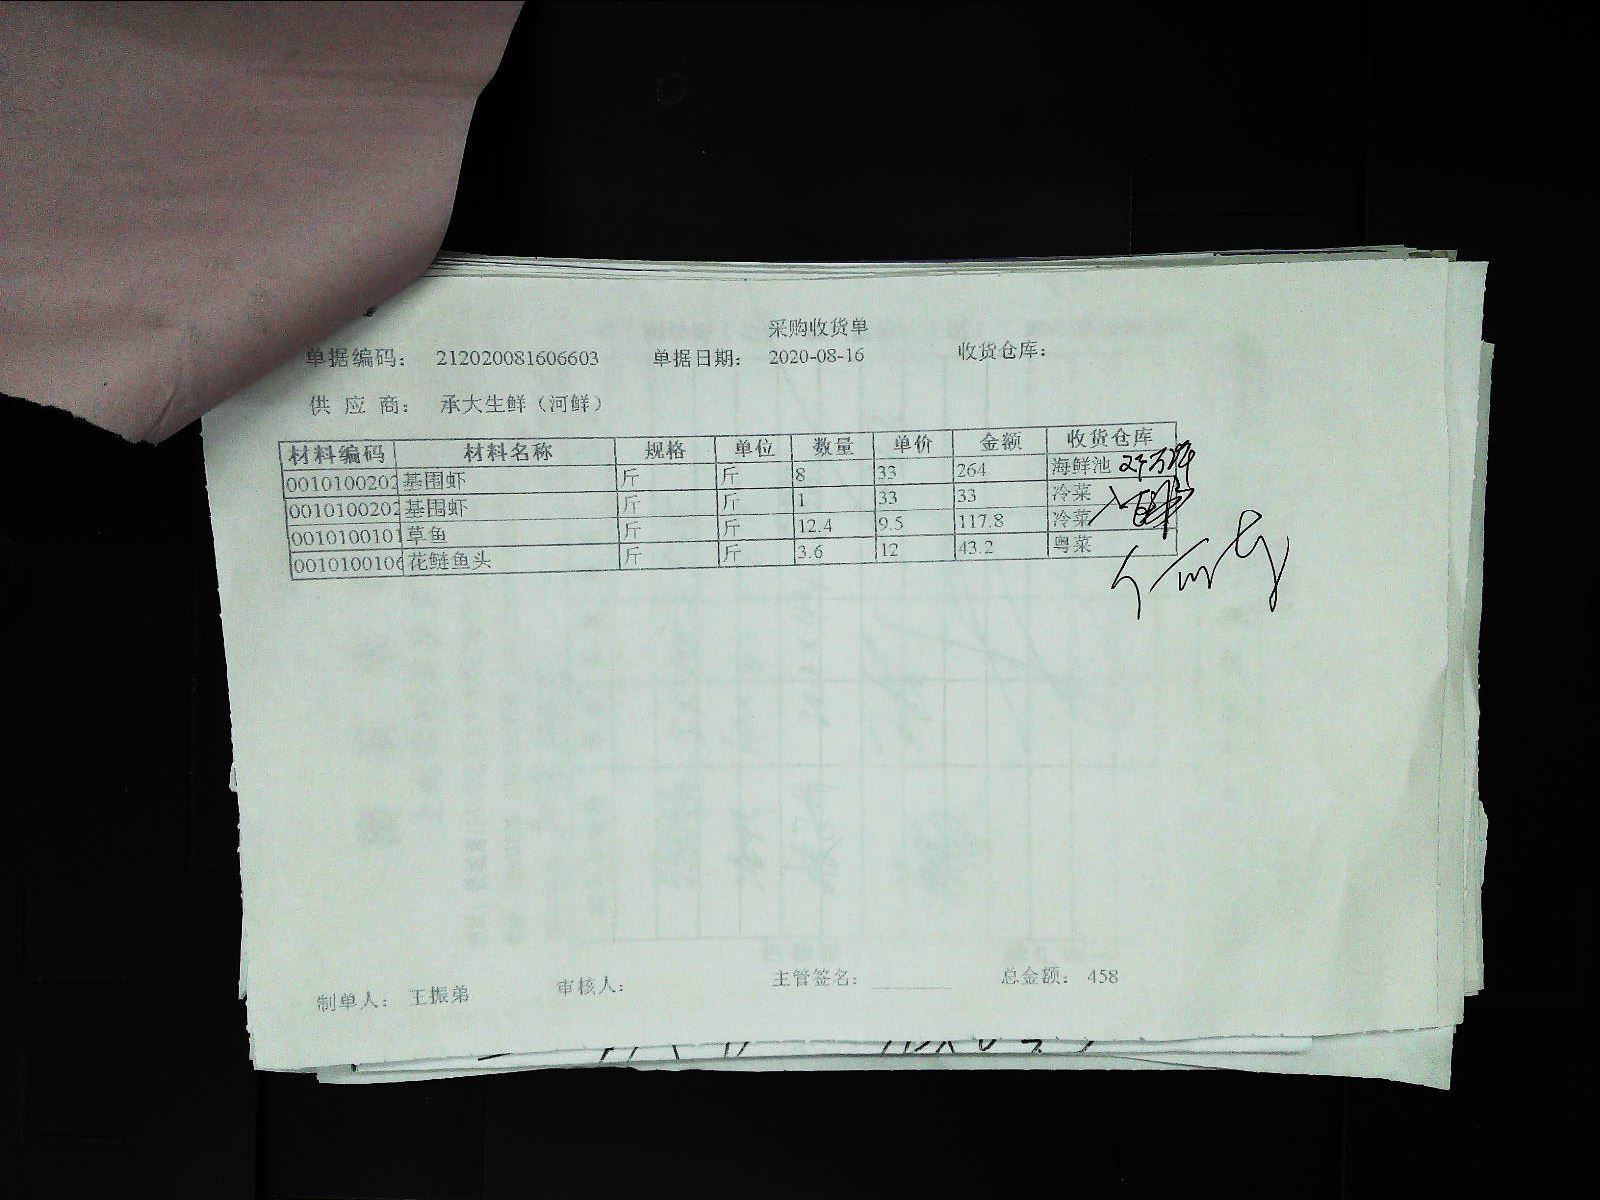 采购收货单
单据编码： 212020081606603 单据日期： 2020-08-16 收货仓库：
供 应 商： 承大生鲜（河鲜）
材料编码 材料名称 规格 单位 数量 单价 金额 收货仓库
0010100202 基围虾 斤 斤 8 33 264 海鲜池
0010100202 基围虾 斤 斤 1 33 33 冷菜
0010100101 草鱼 斤 斤 12.4 9.5 117.8 冷菜
001010010 花鲢鱼头 斤 斤 3.6 12 43.2 粤菜
制单人： 王振弟 审核人： 主管签名： 总金额： 458